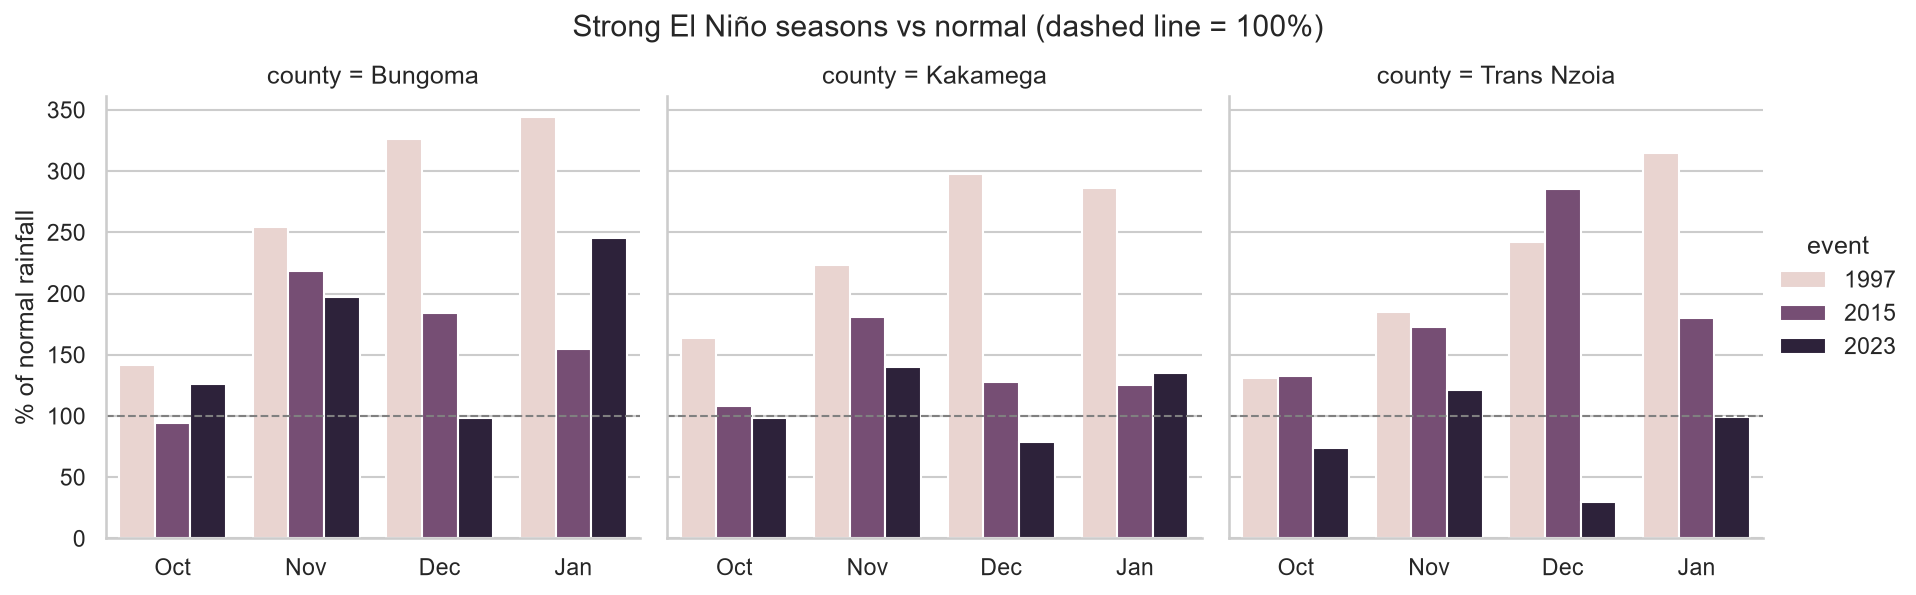 Strong El Niño seasons vs normal (dashed line = 100%)
county = Bungoma
county = Kakamega
county = Trans Nzoia
% of normal rainfall
350
300
250
200
150
100
50
0
Oct Nov Dec Jan
Oct Nov Dec Jan
Oct Nov Dec Jan
event
1997
2015
2023